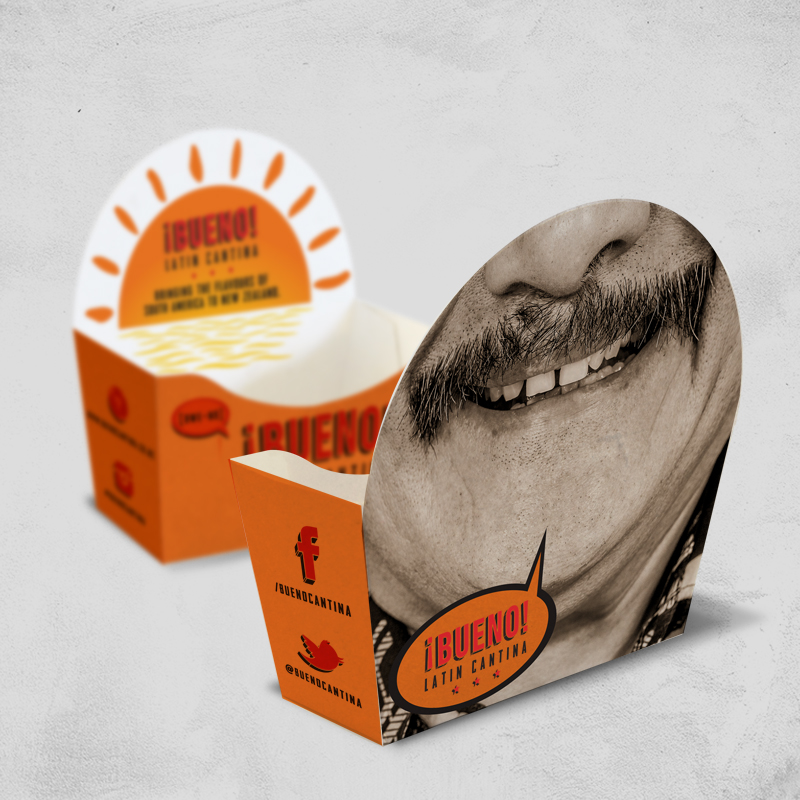 ¡BUENO!
LATIN CANTINA
BRINGING THE FLAVOURS OF
SOUTH AMERICA TO NEW ZEALAND.
¡BUENO!
/BUENOCANTINA
@BUENOCANTINA
¡BUENO!
LATIN CANTINA